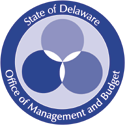 State of Delaware
Office of Management and Budget